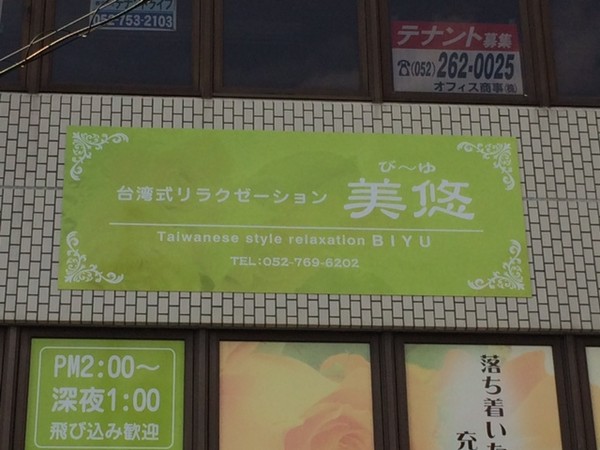 052-753-2103
テナント募集
☎(052)262-0025
オフィス商事㈱
び〜ゆ
台湾式リラクゼーション 美悠
Taiwanese style relaxation BIYU
TEL:052-769-6202
PM2:00〜
深夜1:00
飛び込み歓迎
落ち着いた
充